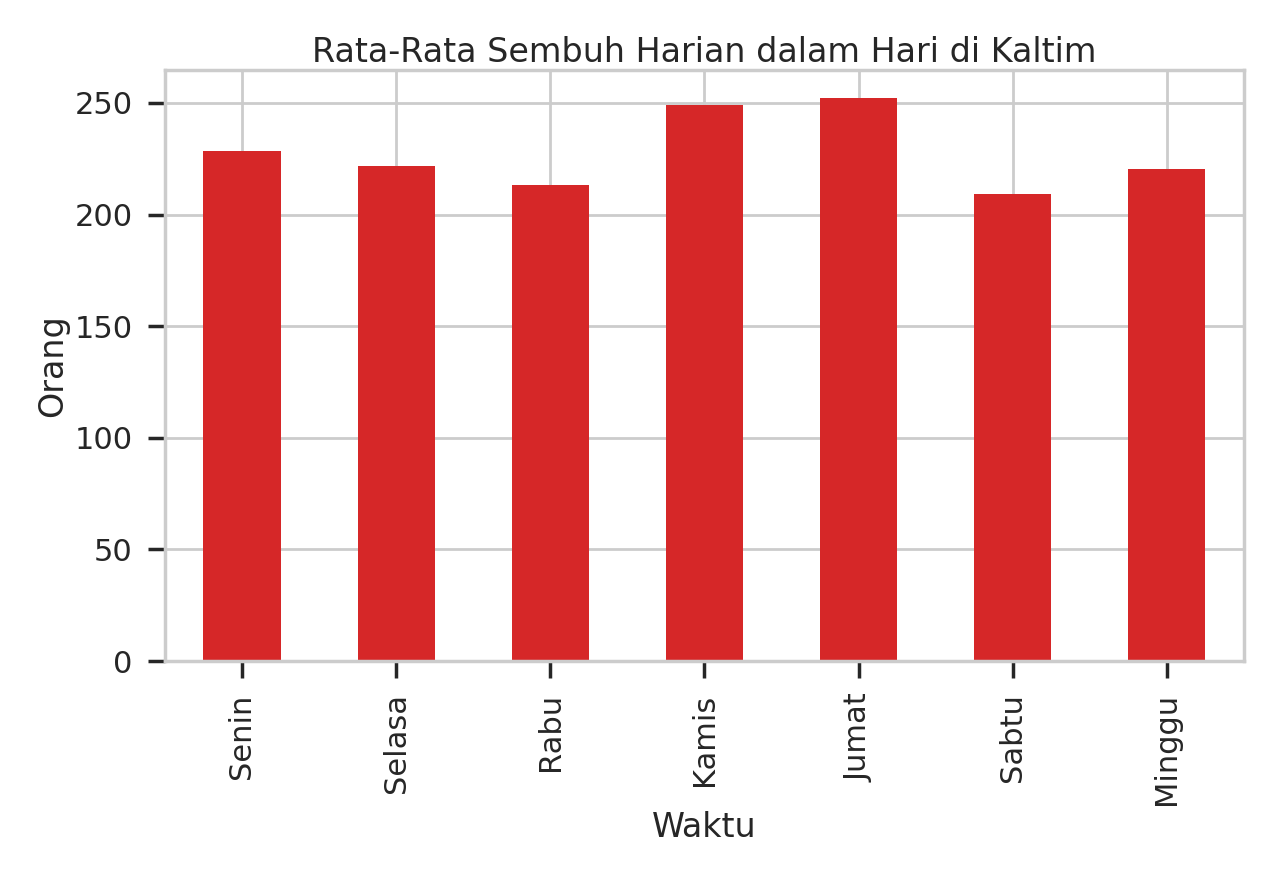 Rata-Rata Sembuh Harian dalam Hari di Kaltim
250
200
150
100
50
0
Orang
Senin
Selasa
Rabu
Kamis
Jumat
Sabtu
Minggu
Waktu